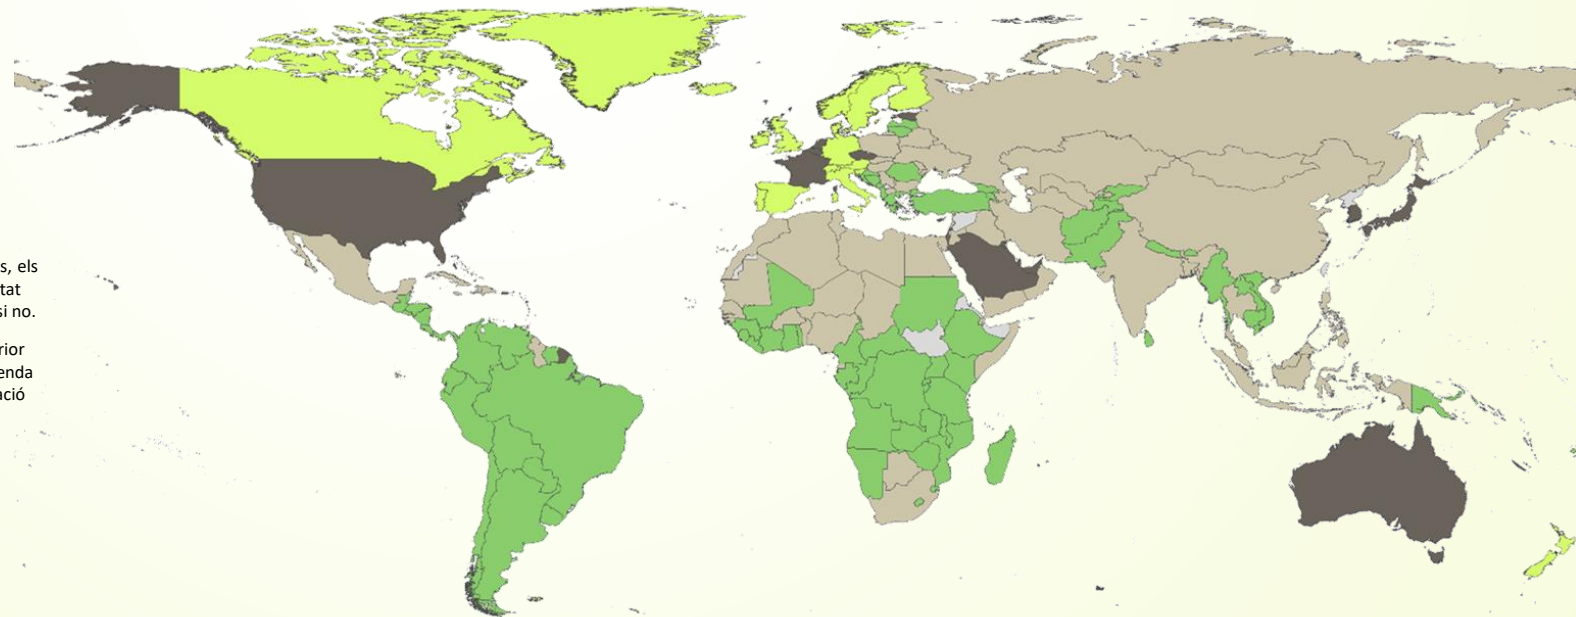 s, els
tat
si no.
rior
enda
ació